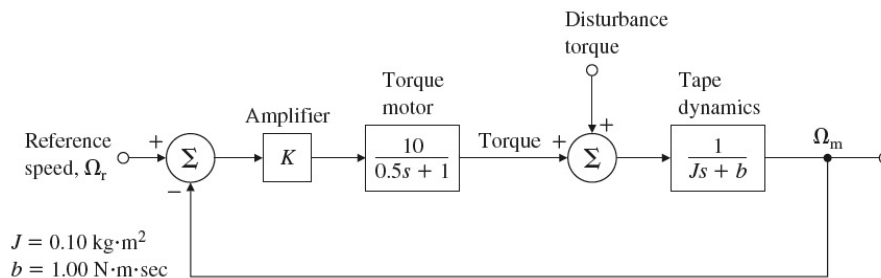 Disturbance
torque
Torque
motor
Tape
dynamics
Amplifier
Reference
speed, Ωr
+
Σ
−
K
10
0.5s + 1
Torque
+
+
Σ
1
Js + b
Ωm
J = 0.10 kg·m²
b = 1.00 N·m·sec